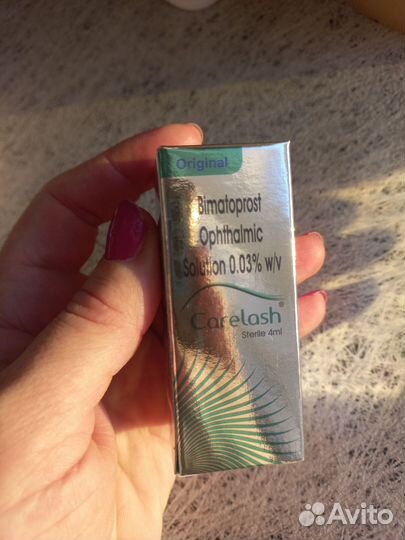 Original
Bimatoprost
Ophthalmic
Solution 0.03% w/v
Carelash®
Sterile 4ml
Avito